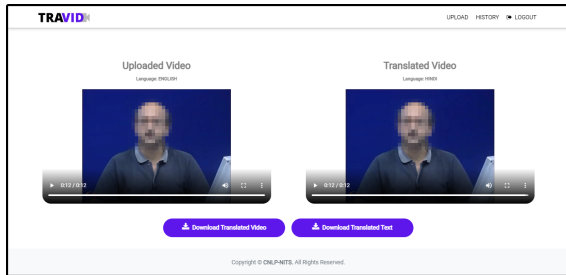 TRAVID
UPLOAD HISTORY LOGOUT
Uploaded Video
Language: ENGLISH
Translated Video
Language: HINDI
0:12 / 0:12
0:12 / 0:12
Download Translated Video
Download Translated Text
Copyright © CNLP-NITS. All Rights Reserved.